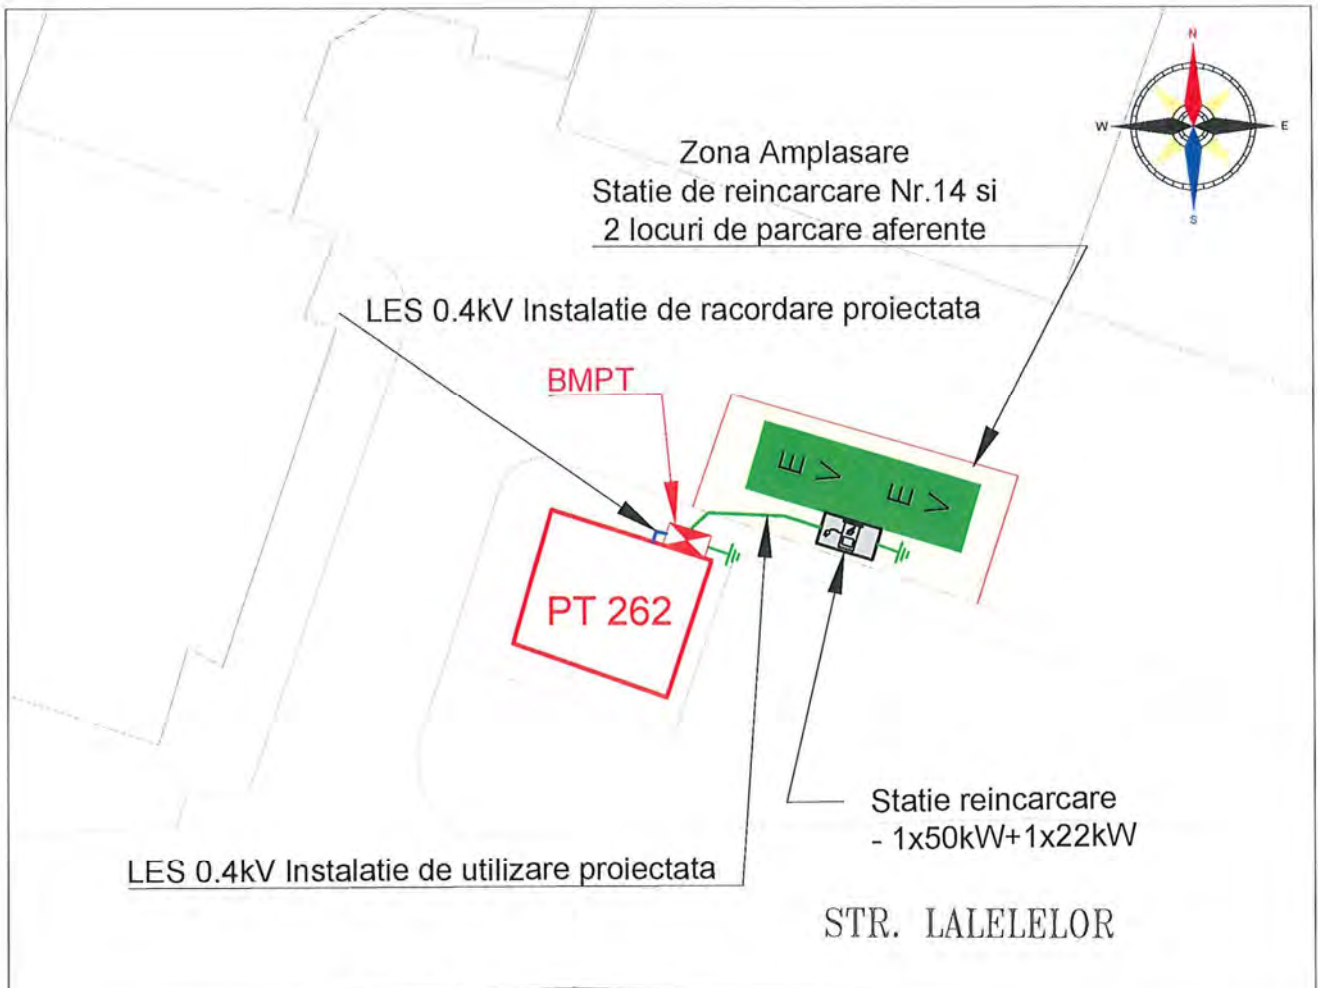 N
W
E
S
Zona Amplasare
Statie de reincarcare Nr.14 si
2 locuri de parcare aferente
LES 0.4kV Instalatie de racordare proiectata
BMPT
E V
E V
PT 262
Statie reincarcare
- 1x50kW+1x22kW
LES 0.4kV Instalatie de utilizare proiectata
STR. LALELELOR